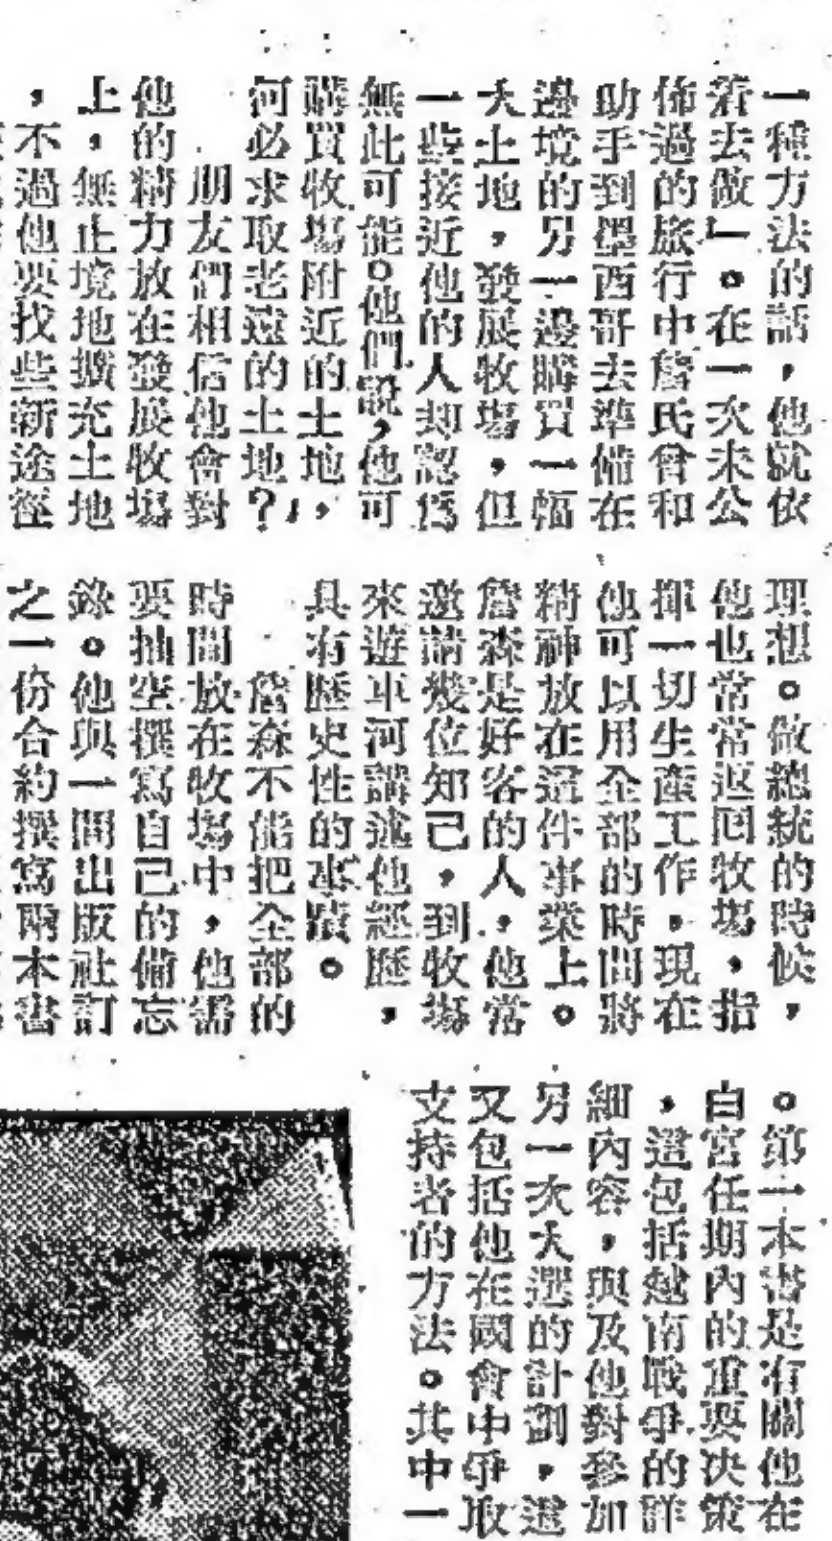 一種方法的話，他就依
着去做」。在一次未公
佈過的旅行中詹氏曾和
助手到墨西哥去準備在
邊境的另一邊購買一幅
大土地，發展牧場，但
一些接近他的人却認爲
無此可能。他們說，他可
購買牧場附近的土地，
何必求取老遠的土地？」
朋友們相信他會對
他的精力放在發展牧場
上，無止境地擴充土地
，不過他要找些新途徑
理想。做總統的時候，
他也常常返回牧場，指
揮一切生產工作，現在
他可以用全部的時間將
精神放在這件事業上。
詹森是好客的人，他常
邀請幾位知己，到牧場
來遊車河講述他經歷，
具有歷史性的事蹟。
詹森不能把全部的
時間放在牧場中，他需
要抽空撰寫自己的備忘
錄。他與一間出版社訂
之一份合約撰寫兩本書
。第一本書是有關他在
白宮任期內的重要決策
，這包括越南戰爭的詳
細內容，與及他對參加
另一次大選的計劃，還
又包括他在國會中爭取
支持者的方法。其中一